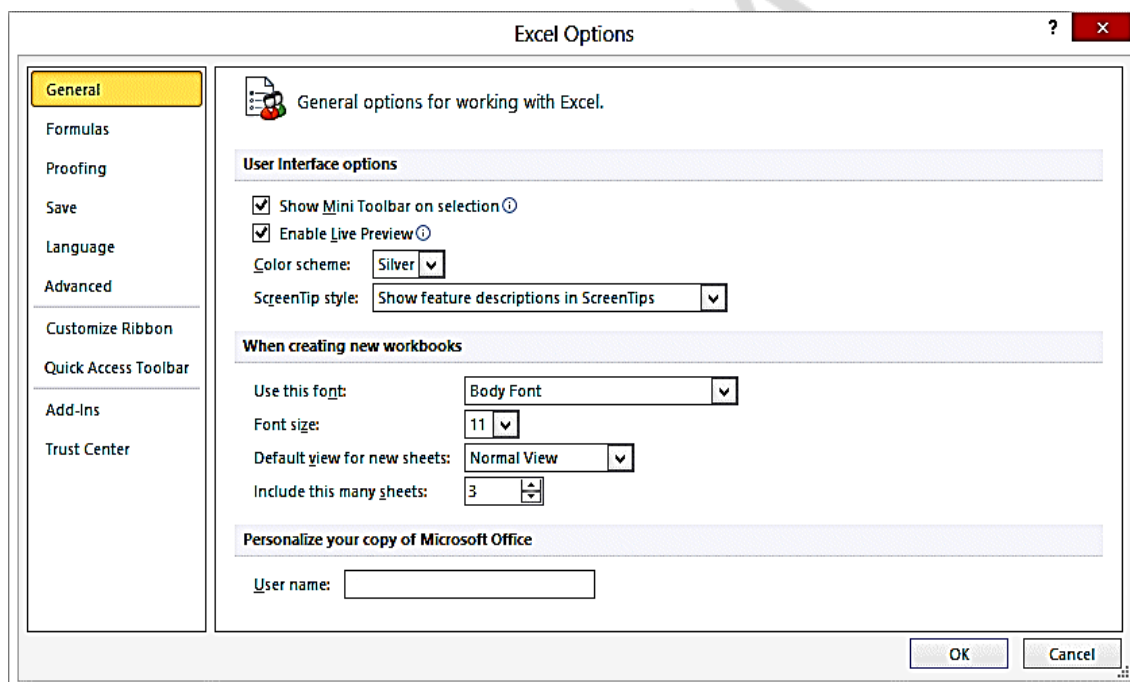 Excel Options
?
General
Formulas
Proofing
Save
Language
Advanced
Customize Ribbon
Quick Access Toolbar
Add-Ins
Trust Center
General options for working with Excel.
User Interface options
Show Mini Toolbar on selection
Enable Live Preview
Color scheme: Silver
ScreenTip style: Show feature descriptions in ScreenTips
When creating new workbooks
Use this font: Body Font
Font size: 11
Default view for new sheets: Normal View
Include this many sheets: 3
Personalize your copy of Microsoft Office
User name:
OK Cancel